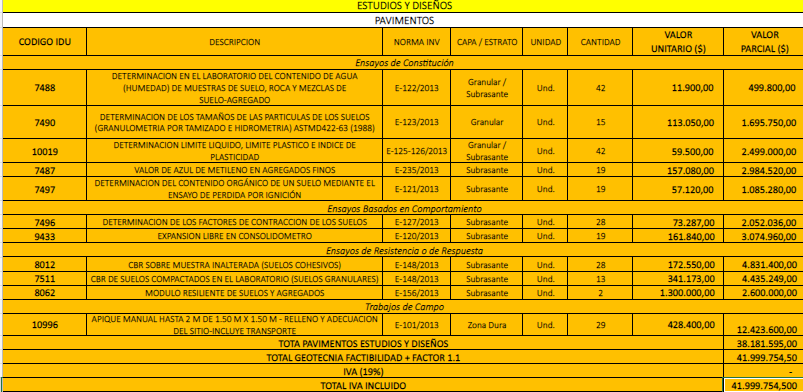 ESTUDIOS Y DISEÑOS
PAVIMENTOS
CODIGO IDU DESCRIPCION NORMA INV CAPA / ESTRATO UNIDAD CANTIDAD VALOR UNITARIO ($) VALOR PARCIAL ($)
Ensayos de Constitución
7488 DETERMINACION EN EL LABORATORIO DEL CONTENIDO DE AGUA (HUMEDAD) DE MUESTRAS DE SUELO, ROCA Y MEZCLAS DE SUELO-AGREGADO E-122/2013 Granular / Subrasante Und. 42 11.900,00 499.800,00
7490 DETERMINACION DE LOS TAMAÑOS DE LAS PARTICULAS DE LOS SUELOS (GRANULOMETRIA POR TAMIZADO E HIDROMETRIA) ASTMD422-63 (1988) E-123/2013 Granular Und. 15 113.050,00 1.695.750,00
10019 DETERMINACION LIMITE LIQUIDO, LIMITE PLASTICO E INDICE DE PLASTICIDAD E-125-126/2013 Granular / Subrasante Und. 42 59.500,00 2.499.000,00
7487 VALOR DE AZUL DE METILENO EN AGREGADOS FINOS E-235/2013 Subrasante Und. 19 157.080,00 2.984.520,00
7497 DETERMINACION DEL CONTENIDO ORGÁNICO DE UN SUELO MEDIANTE EL ENSAYO DE PERDIDA POR IGNICIÓN E-121/2013 Subrasante Und. 19 57.120,00 1.085.280,00
Ensayos Basados en Comportamiento
7496 DETERMINACION DE LOS FACTORES DE CONTRACCION DE LOS SUELOS E-127/2013 Subrasante Und. 28 73.287,00 2.052.036,00
9433 EXPANSION LIBRE EN CONSOLIDOMETRO E-120/2013 Subrasante Und. 19 161.840,00 3.074.960,00
Ensayos de Resistencia o de Respuesta
8012 CBR SOBRE MUESTRA INALTERADA (SUELOS COHESIVOS) E-148/2013 Subrasante Und. 28 172.550,00 4.831.400,00
7511 CBR DE SUELOS COMPACTADOS EN EL LABORATORIO (SUELOS GRANULARES) E-148/2013 Subrasante Und. 13 341.173,00 4.435.249,00
8062 MODULO RESILIENTE DE SUELOS Y AGREGADOS E-156/2013 Subrasante Und. 2 1.300.000,00 2.600.000,00
Trabajos de Campo
10996 APIQUE MANUAL HASTA 2 M DE 1.50 M X 1.50 M - RELLENO Y ADECUACION DEL SITIO-INCLUYE TRANSPORTE E-101/2013 Zona Dura Und. 29 428.400,00 12.423.600,00
TOTA PAVIMENTOS ESTUDIOS Y DISEÑOS 38.181.595,00
TOTAL GEOTECNIA FACTIBILIDAD + FACTOR 1.1 41.999.754,50
IVA (19%) -
TOTAL IVA INCLUIDO 41.999.754,500